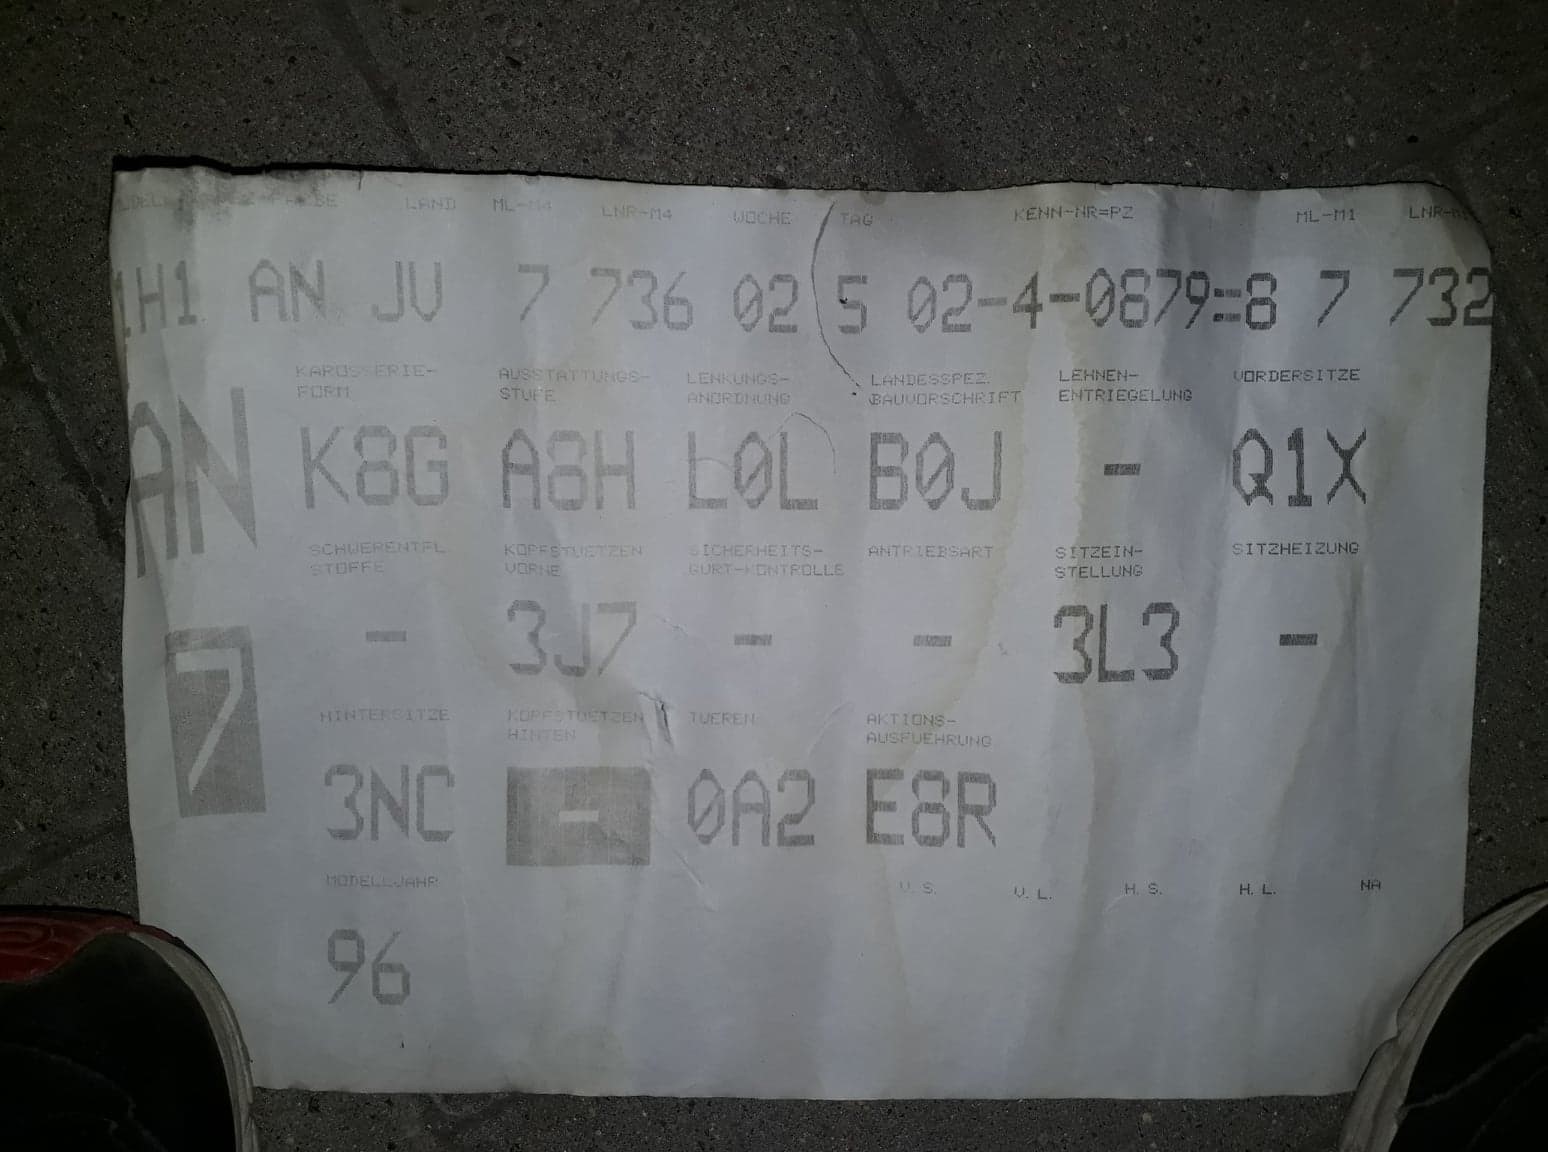 LAND ML-M4 LNR-M4 WOCHE TAG KENN-NR=PZ ML-M1
1H1 AN JV 7 736 02 5 02-4-0879=8 7 732
KAROSSERIE- AUSSTATTUNGS- LENKUNGS- LANDESSPEZ. LEHNEN- VORDERSITZE
FORM STUFE ANORDNUNG BAUVORSCHRIFT ENTRIEGELUNG
AN K8G A8H L0L B0J - Q1X
SCHWERENTFL KOPFSTUETZEN SICHERHEITS- ANTRIEBSART SITZEIN- SITZHEIZUNG
STOFFE VORNE GURT-KONTROLLE STELLUNG
7 - 3J7 - - 3L3 -
HINTERSITZE KOPFSTUETZEN TUEREN AKTIONS-
HINTEN AUSFUEHRUNG
3NC - 0A2 E8R
MODELLJAHR V. S. V. L. H. S. H. L. NA
96